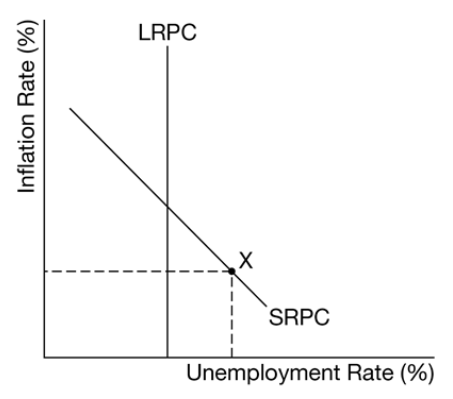 LRPC
Inflation Rate (%)
X
SRPC
Unemployment Rate (%)